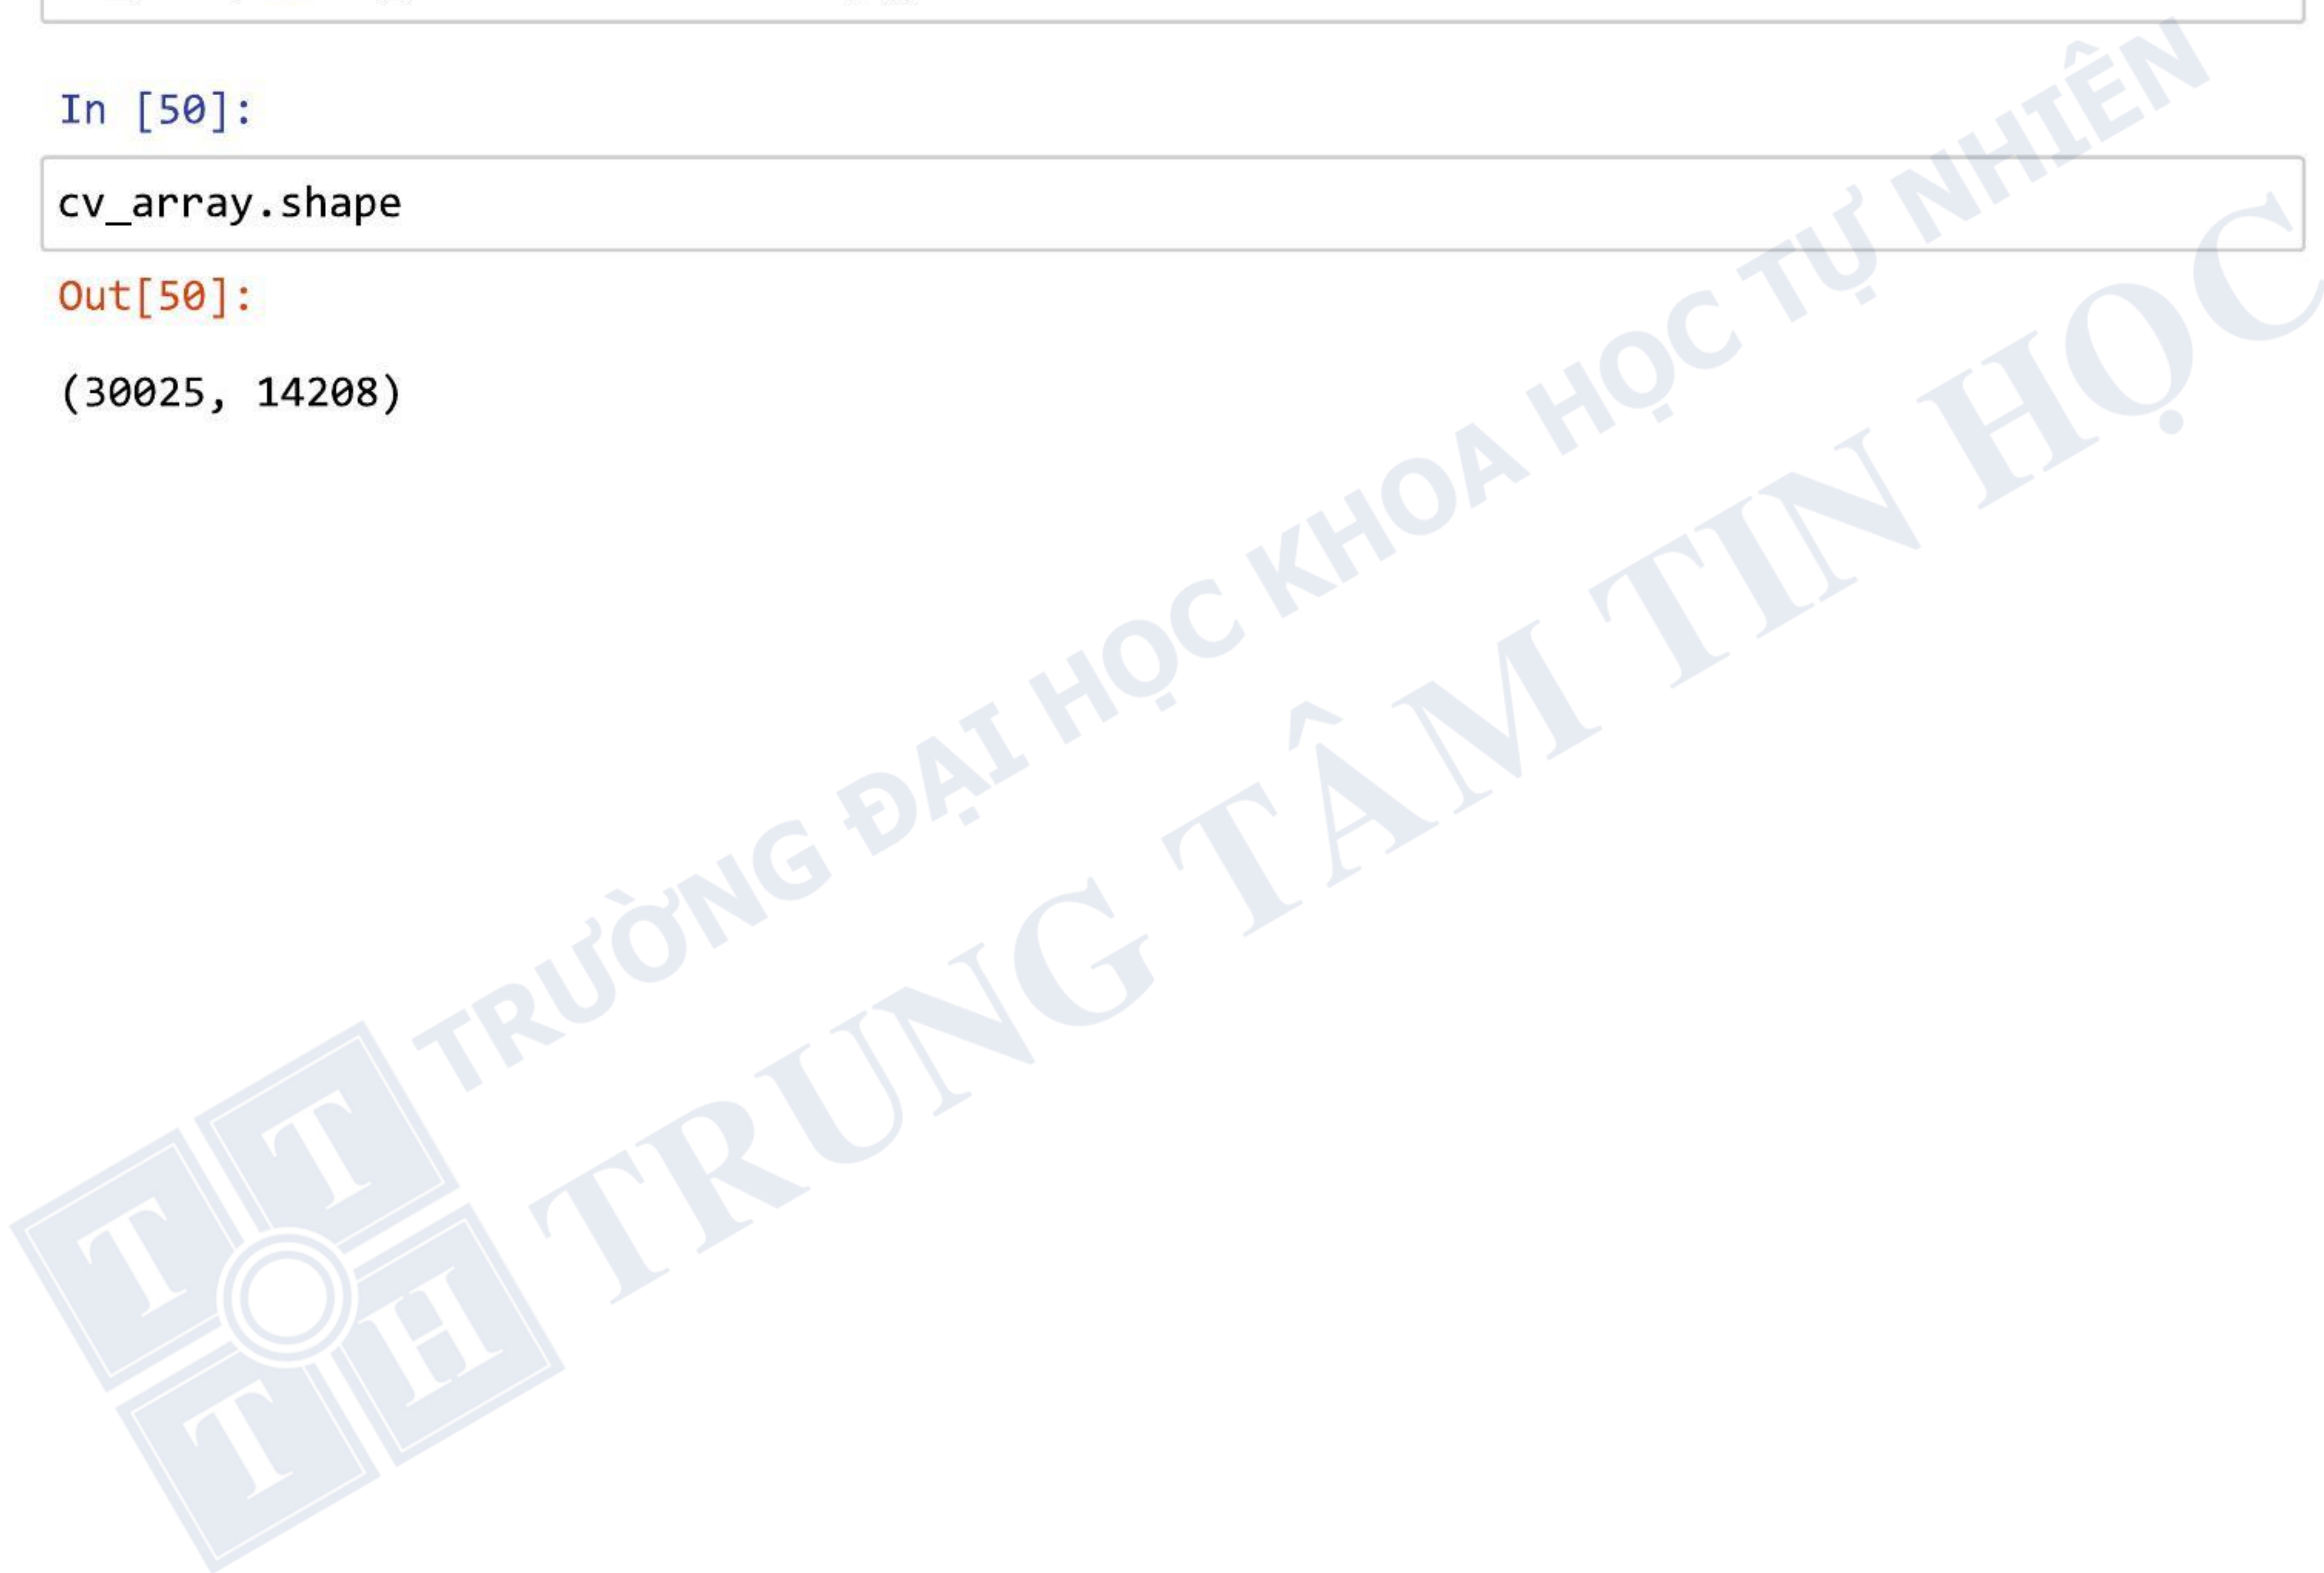 In [50]:
cv_array.shape
Out[50]:
(30025, 14208)
TRƯỜNG ĐẠI HỌC KHOA HỌC TỰ NHIÊN
TRUNG TÂM TIN HỌC
T
T
H
T